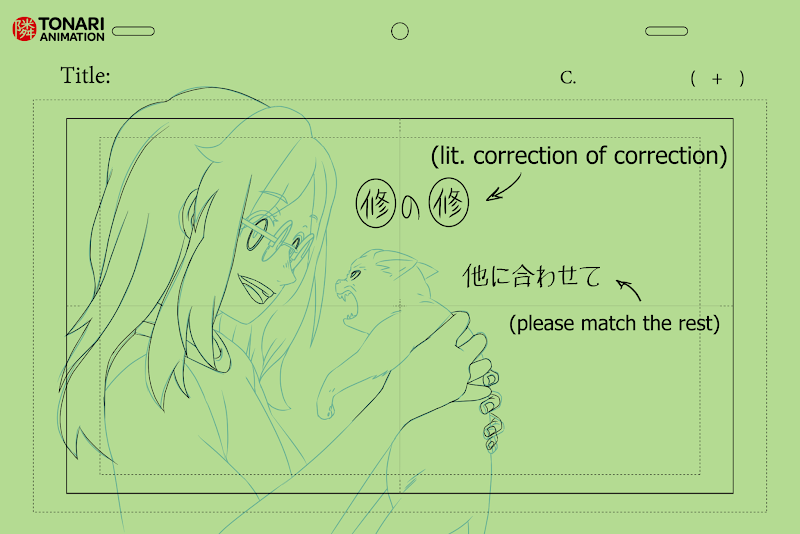 隣 TONARI
ANIMATION
Title:
C.
( + )
(lit. correction of correction)
修の修
他に合わせて
(please match the rest)